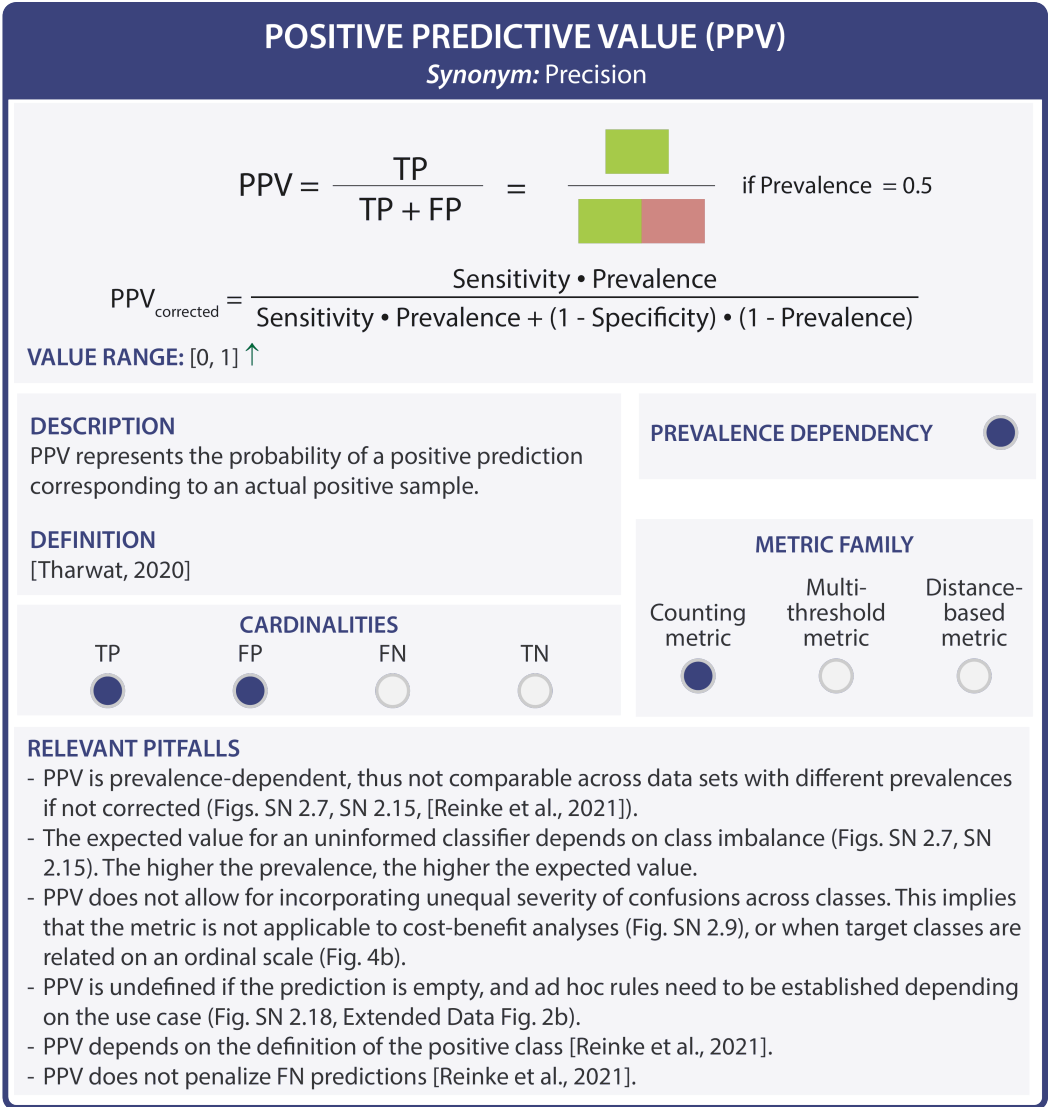 POSITIVE PREDICTIVE VALUE (PPV)
Synonym: Precision
PPV = TP / TP + FP = if Prevalence = 0.5
PPVcorrected = Sensitivity • Prevalence / Sensitivity • Prevalence + (1 - Specificity) • (1 - Prevalence)
VALUE RANGE: [0, 1] ↑
DESCRIPTION
PPV represents the probability of a positive prediction
corresponding to an actual positive sample.
DEFINITION
[Tharwat, 2020]
PREVALENCE DEPENDENCY
CARDINALITIES
TP FP FN TN
METRIC FAMILY
Counting
metric
Multi-
threshold
metric
Distance-
based
metric
RELEVANT PITFALLS
- PPV is prevalence-dependent, thus not comparable across data sets with different prevalences
if not corrected (Figs. SN 2.7, SN 2.15, [Reinke et al., 2021]).
- The expected value for an uninformed classifier depends on class imbalance (Figs. SN 2.7, SN
2.15). The higher the prevalence, the higher the expected value.
- PPV does not allow for incorporating unequal severity of confusions across classes. This implies
that the metric is not applicable to cost-benefit analyses (Fig. SN 2.9), or when target classes are
related on an ordinal scale (Fig. 4b).
- PPV is undefined if the prediction is empty, and ad hoc rules need to be established depending
on the use case (Fig. SN 2.18, Extended Data Fig. 2b).
- PPV depends on the definition of the positive class [Reinke et al., 2021].
- PPV does not penalize FN predictions [Reinke et al., 2021].